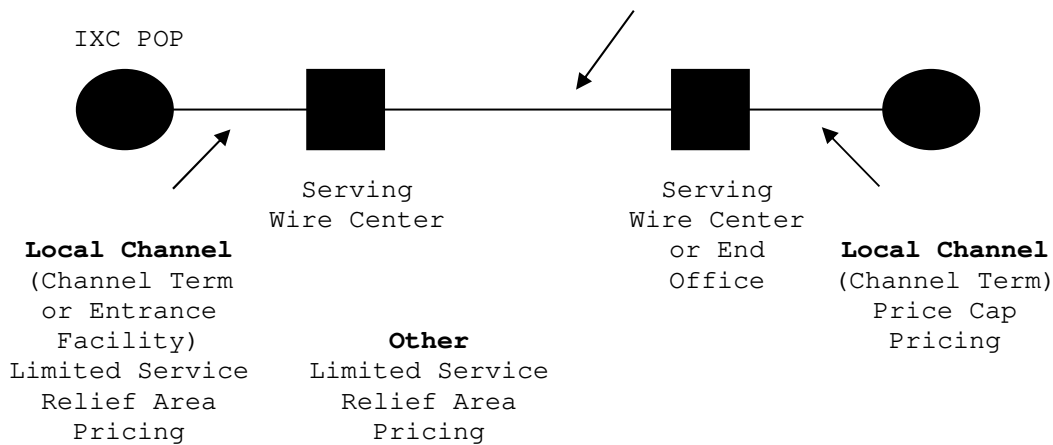 IXC POP
Serving
Wire Center
Serving
Wire Center
or End
Office
Local Channel
(Channel Term
or Entrance
Facility)
Limited Service
Relief Area
Pricing
Other
Limited Service
Relief Area
Pricing
Local Channel
(Channel Term)
Price Cap
Pricing